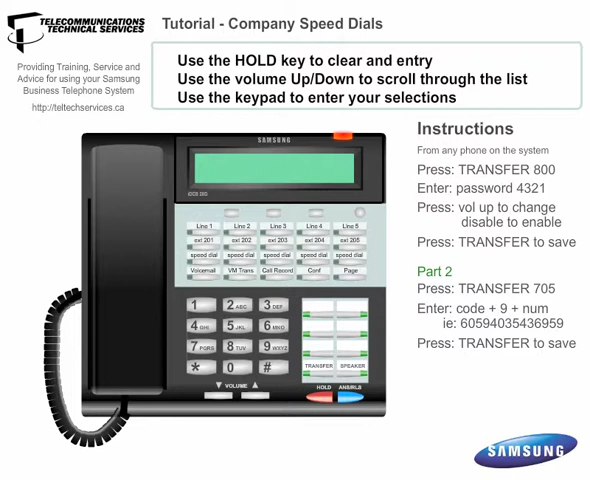 TELECOMMUNICATIONS
TECHNICAL SERVICES
Providing Training, Service and
Advice for using your Samsung
Business Telephone System
http://teltechservices.ca
Tutorial - Company Speed Dials
Use the HOLD key to clear and entry
Use the volume Up/Down to scroll through the list
Use the keypad to enter your selections
SAMSUNG
Line 1 Line 2 Line 3 Line 4 Line 5
ext 201 ext 202 ext 203 ext 204 ext 205
speed dial speed dial speed dial speed dial speed dial
Voicemail VM Trans Call Record Conf Page
1 2 ABC 3 DEF
4 GHI 5 JKL 6 MNO
7 PQRS 8 TUV 9 WXYZ
* 0 #
TRANSFER SPEAKER
▼ VOLUME ▲
HOLD ANS/RLS
Instructions
From any phone on the system
Press: TRANSFER 800
Enter: password 4321
Press: vol up to change
disable to enable
Press: TRANSFER to save
Part 2
Press: TRANSFER 705
Enter: code + 9 + num
ie: 60594035436959
Press: TRANSFER to save
SAMSUNG